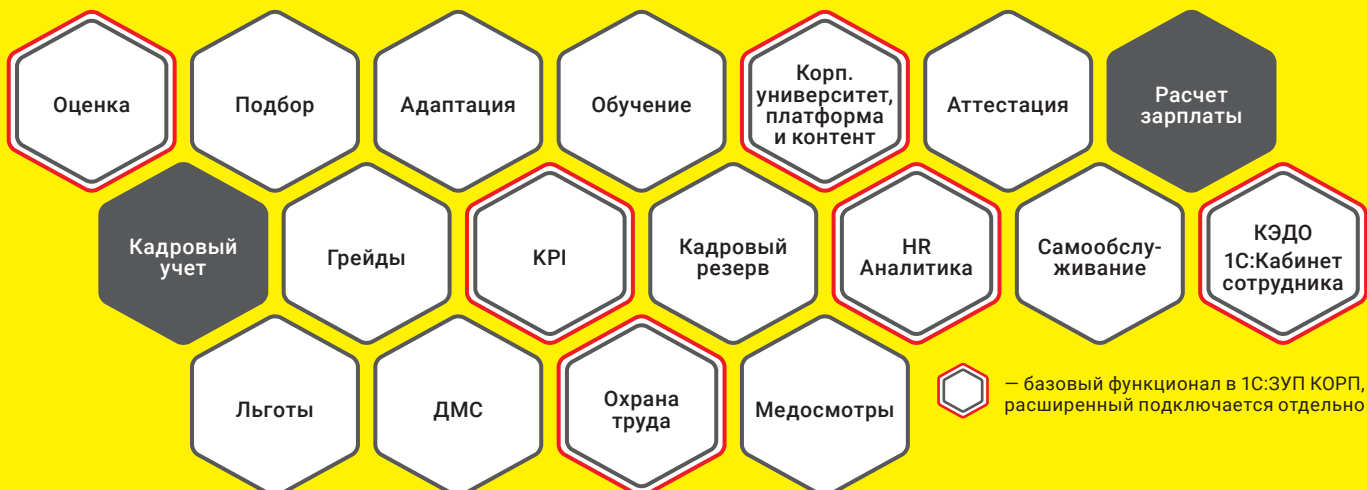 Оценка
Подбор
Адаптация
Обучение
Корп.
университет,
платформа
и контент
Аттестация
Расчет
зарплаты
Кадровый
учет
Грейды
KPI
Кадровый
резерв
HR
Аналитика
Самообслу-
живание
КЭДО
1С:Кабинет
сотрудника
Льготы
ДМС
Охрана
труда
Медосмотры
— базовый функционал в 1С:ЗУП КОРП,
расширенный подключается отдельно